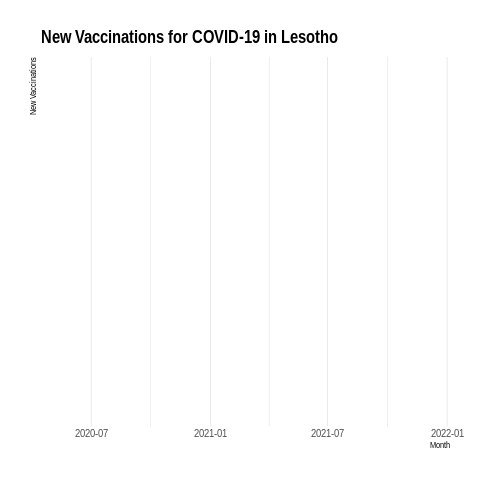 New Vaccinations for COVID-19 in Lesotho
New Vaccinations
2020-07 2021-01 2021-07 2022-01
Month